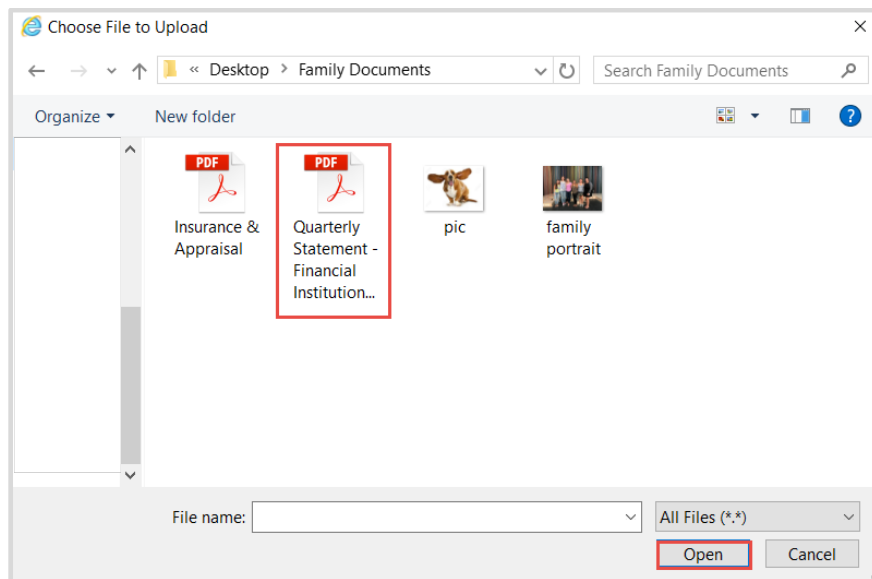 Choose File to Upload
« Desktop > Family Documents
Search Family Documents
Organize
New folder
?
PDF
PDF
Insurance &
Appraisal
Quarterly
Statement -
Financial
Institution...
pic
family
portrait
File name:
All Files (*.*)
Open
Cancel